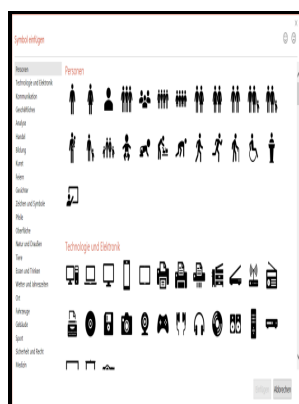 Symbol einfügen
Personen
Technologie und Elektronik
Kommunikation
Geschäftliches
Analyse
Handel
Bildung
Kunst
Feiern
Gesichter
Zeichen und Symbole
Pfeile
Oberfläche
Natur und Draußen
Tiere
Essen und Trinken
Wetter und Jahreszeiten
Ort
Fahrzeuge
Gebäude
Sport
Sicherheit und Recht
Medizin
Personen
Technologie und Elektronik
Einfügen
Abbrechen